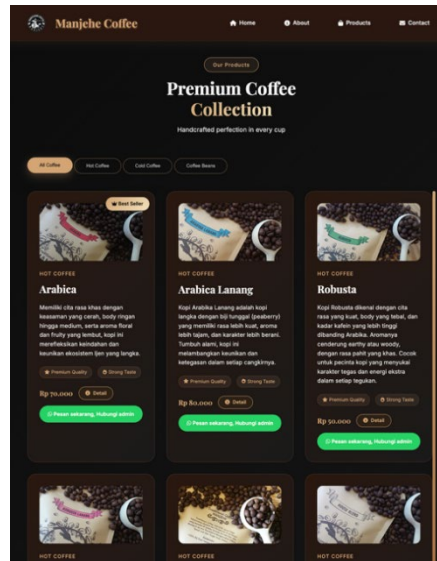 Manjehe Coffee
Home
About
Products
Contact
Our Products
Premium Coffee
Collection
Handcrafted perfection in every cup
All Coffee
Hot Coffee
Cold Coffee
Coffee Beans
Best Seller
HOT COFFEE
Arabica
Memiliki cita rasa khas dengan
keasaman yang cerah, body ringan
hingga medium, serta aroma floral
dan fruity yang lembut, kopi ini
merefleksikan keindahan dan
keunikan ekosistem Ijen yang langka.
Premium Quality
Strong Taste
Rp 70.000
Detail
Pesan sekarang, Hubungi admin
HOT COFFEE
Arabica Lanang
Kopi Arabika Lanang adalah kopi
langka dengan biji tunggal (peaberry)
yang memiliki rasa lebih kuat, aroma
lebih tajam, dan karakter lebih berani.
Tumbuh alami, kopi ini
melambangkan keunikan dan
ketegasan dalam setiap cangkirnya.
Premium Quality
Strong Taste
Rp 80.000
Detail
Pesan sekarang, Hubungi admin
HOT COFFEE
Robusta
Kopi Robusta dikenal dengan cita
rasa yang kuat, body yang tebal, dan
kadar kafein yang lebih tinggi
dibanding Arabika. Aromanya
cenderung earthy atau woody,
dengan rasa pahit yang khas. Cocok
untuk pecinta kopi yang menyukai
karakter tegas dan energi ekstra
dalam setiap tegukan.
Premium Quality
Strong Taste
Rp 50.000
Detail
Pesan sekarang, Hubungi admin
HOT COFFEE
HOT COFFEE
HOT COFFEE